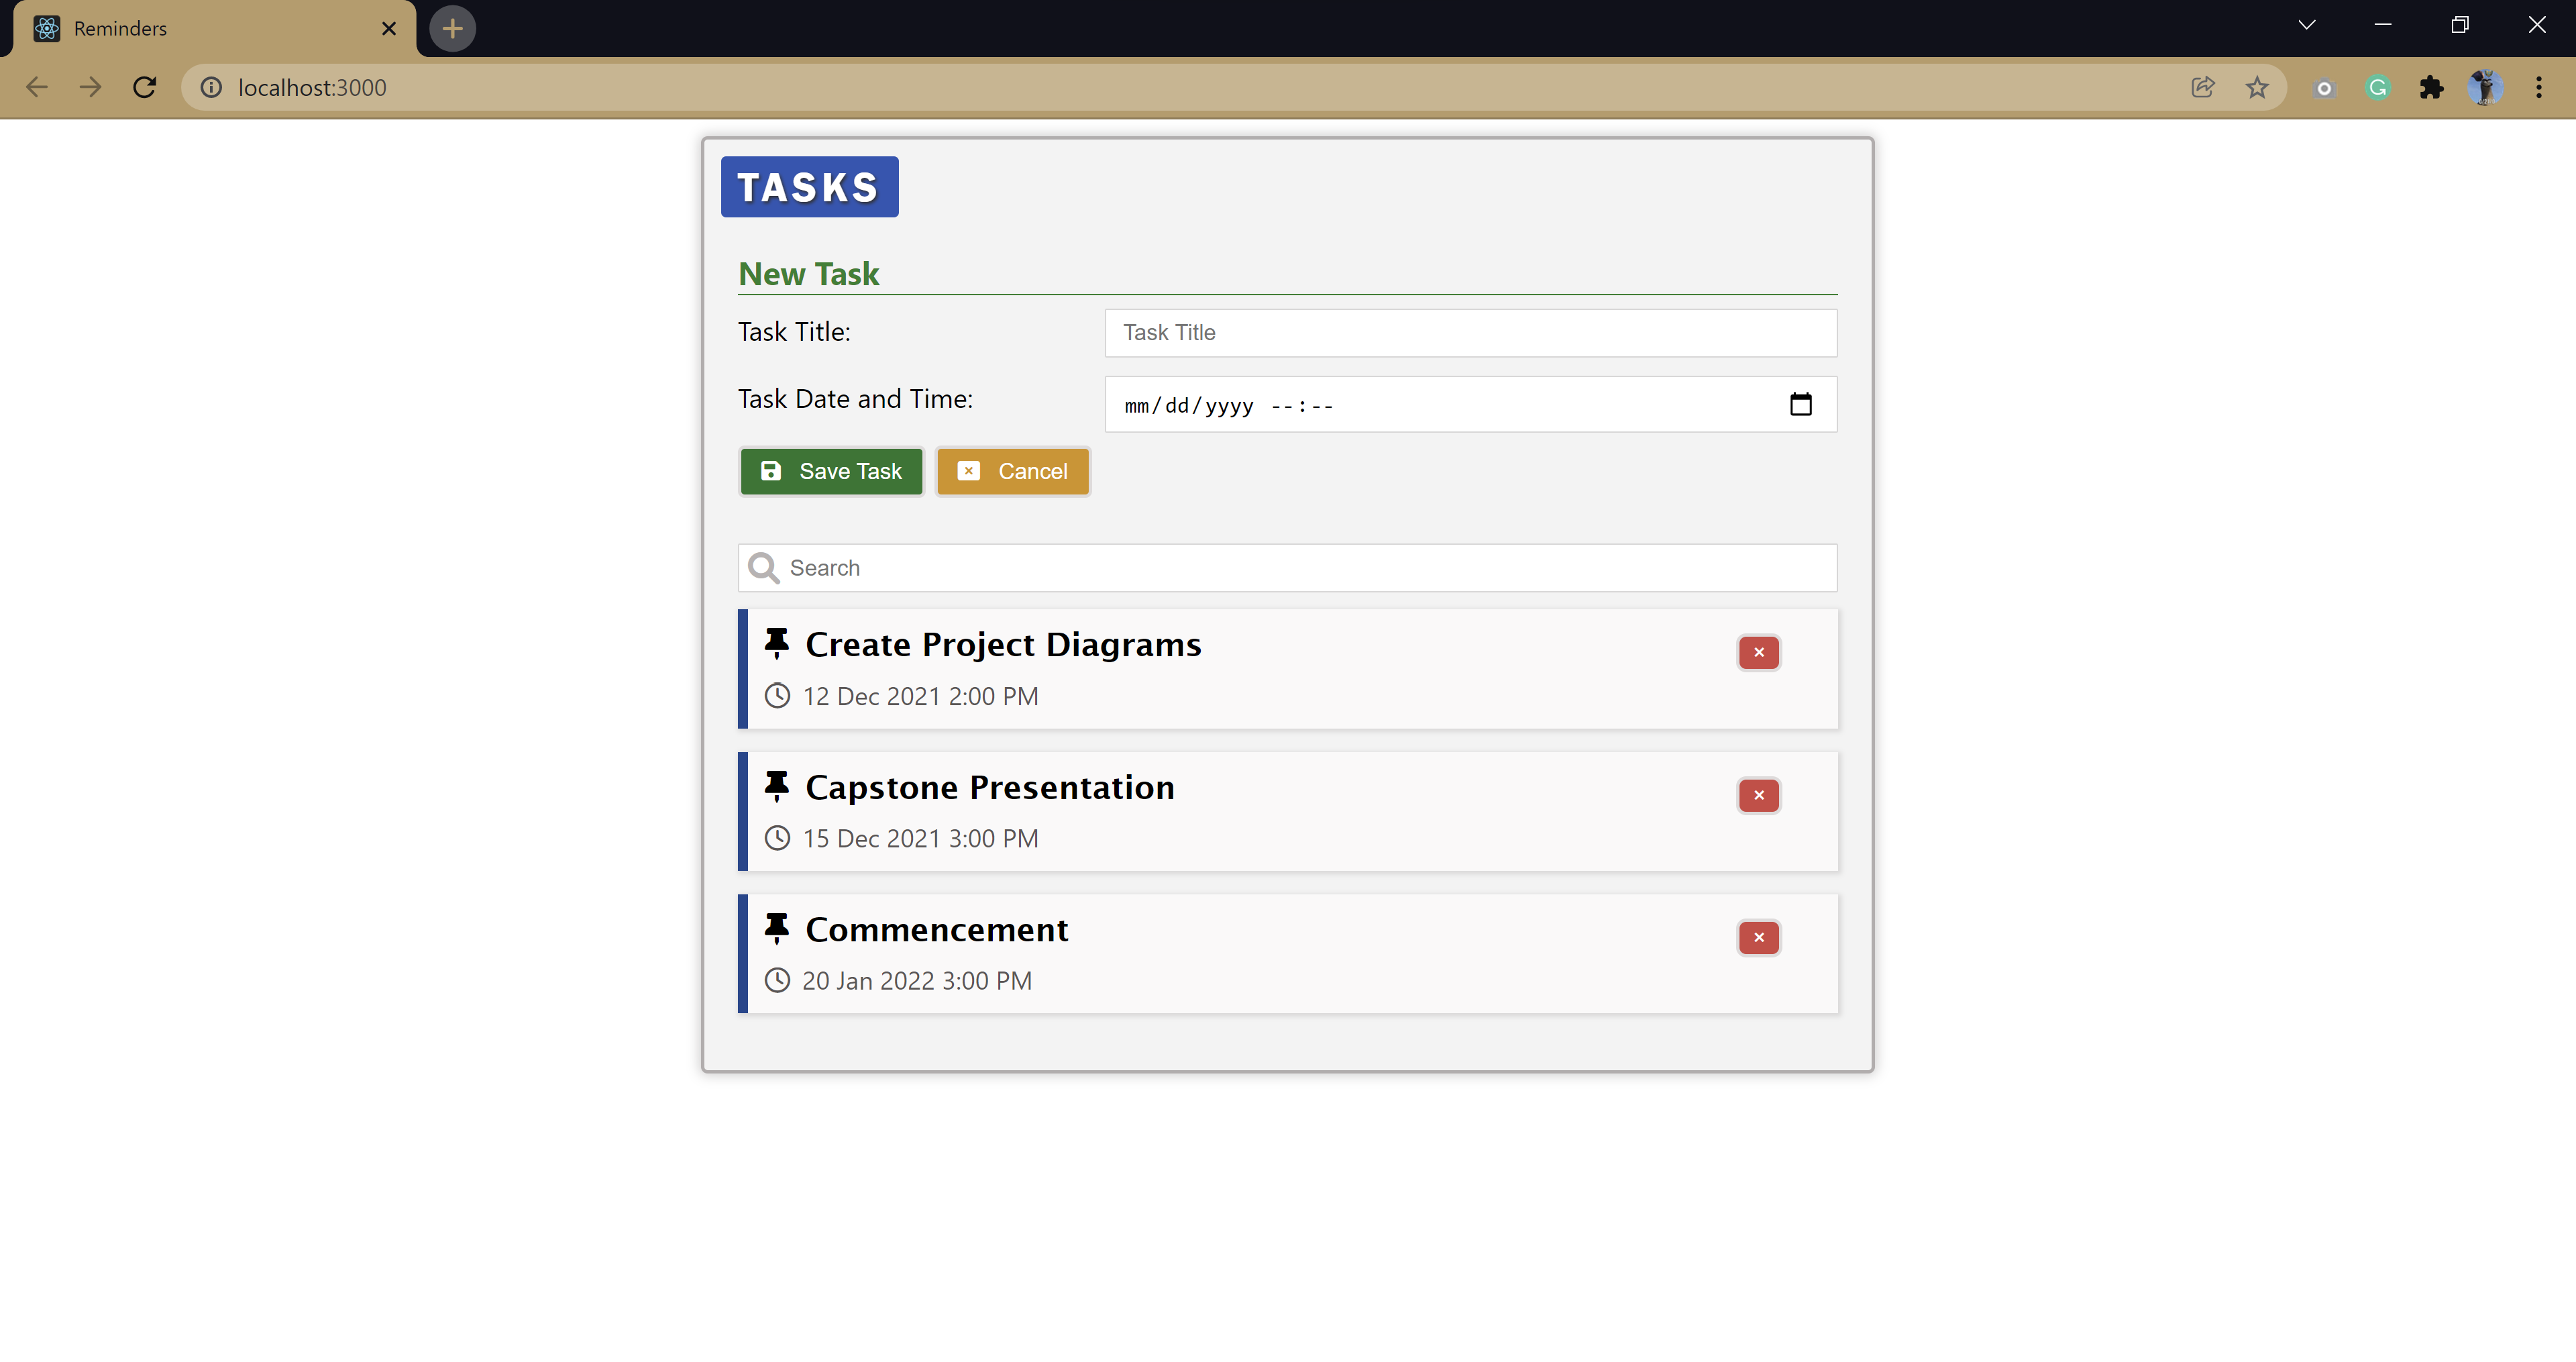 Reminders
localhost:3000
TASKS
New Task
Task Title:
Task Title
Task Date and Time:
mm/dd/yyyy --:--
Save Task
Cancel
Search
Create Project Diagrams
12 Dec 2021 2:00 PM
Capstone Presentation
15 Dec 2021 3:00 PM
Commencement
20 Jan 2022 3:00 PM